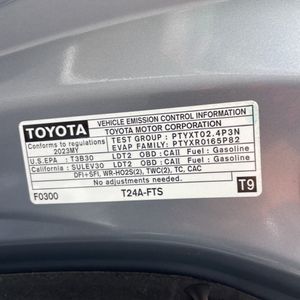 TOYOTA
VEHICLE EMISSION CONTROL INFORMATION
TOYOTA MOTOR CORPORATION
Conforms to regulations
2023MY
TEST GROUP : PTYXT02.4P3N
EVAP FAMILY: PTYXR0165P82
U.S.EPA : T3B30 LDT2 OBD : CAII Fuel : Gasoline
California : SULEV30 LDT2 OBD : CAII Fuel : Gasoline
DFI+SFI, WR-HO2S(2), TWC(2), TC, CAC
No adjustments needed.
F0300
T24A-FTS
T9